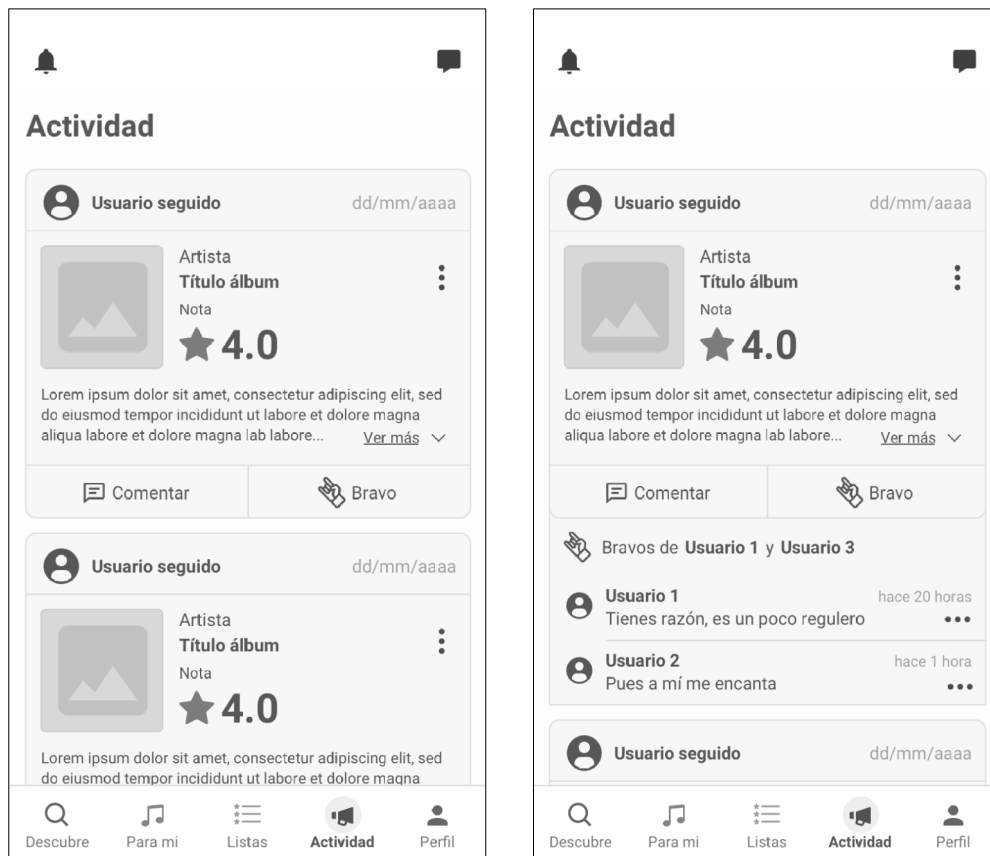 Actividad
Usuario seguido dd/mm/aaaa
Artista
Título álbum
Nota
4.0
Lorem ipsum dolor sit amet, consectetur adipiscing elit, sed
do eiusmod tempor incididunt ut labore et dolore magna
aliqua labore et dolore magna lab labore... Ver más
Comentar Bravo
Usuario seguido dd/mm/aaaa
Artista
Título álbum
Nota
4.0
Lorem ipsum dolor sit amet, consectetur adipiscing elit, sed
do eiusmod tempor incididunt ut labore et dolore magna
Descubre Para mi Listas Actividad Perfil
Actividad
Usuario seguido dd/mm/aaaa
Artista
Título álbum
Nota
4.0
Lorem ipsum dolor sit amet, consectetur adipiscing elit, sed
do eiusmod tempor incididunt ut labore et dolore magna
aliqua labore et dolore magna lab labore... Ver más
Comentar Bravo
Bravos de Usuario 1 y Usuario 3
Usuario 1 hace 20 horas
Tienes razón, es un poco regulero
Usuario 2 hace 1 hora
Pues a mí me encanta
Usuario seguido dd/mm/aaaa
Descubre Para mi Listas Actividad Perfil